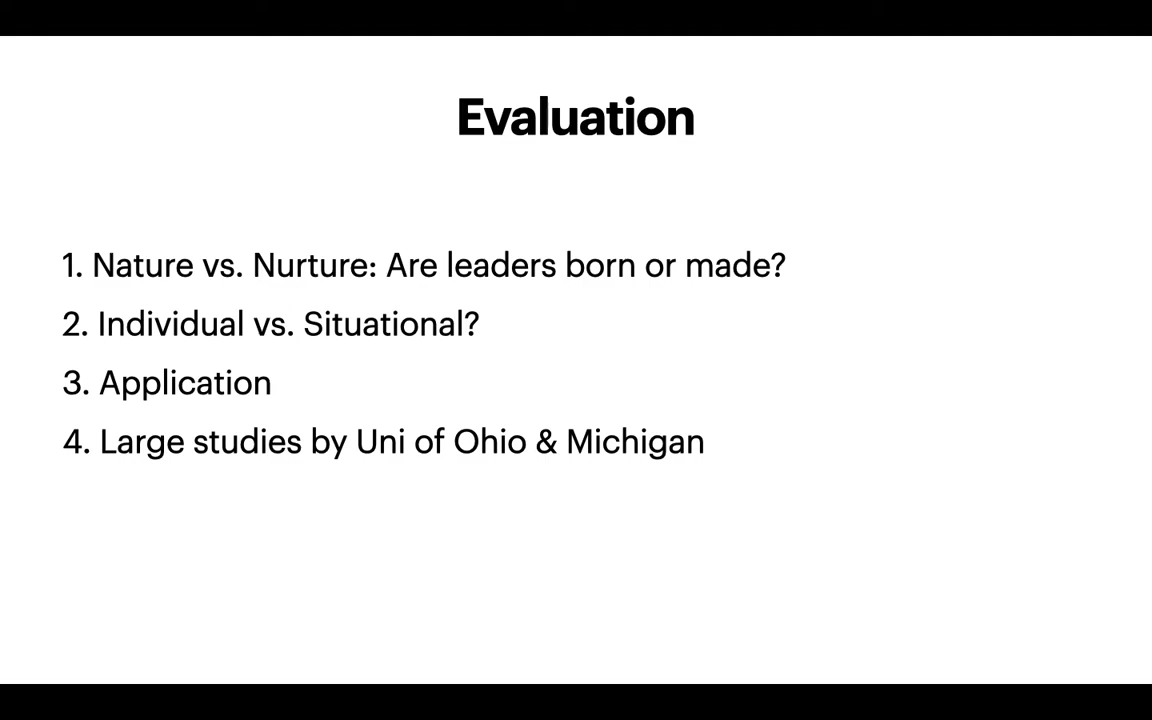 Evaluation
1. Nature vs. Nurture: Are leaders born or made?
2. Individual vs. Situational?
3. Application
4. Large studies by Uni of Ohio & Michigan